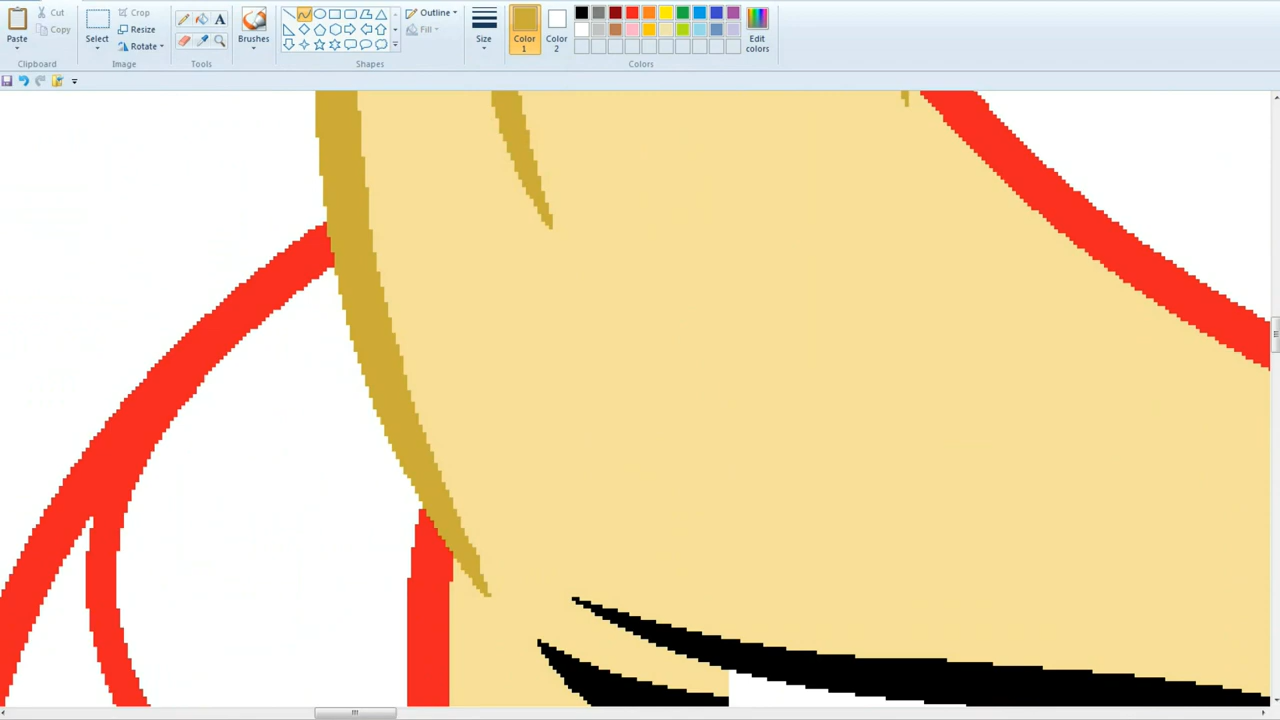 Cut
Copy
Paste
Clipboard
Select
Crop
Resize
Rotate
Image
A
Tools
Brushes
Outline
Fill
Shapes
Size
Color
1
Color
2
Edit
colors
Colors